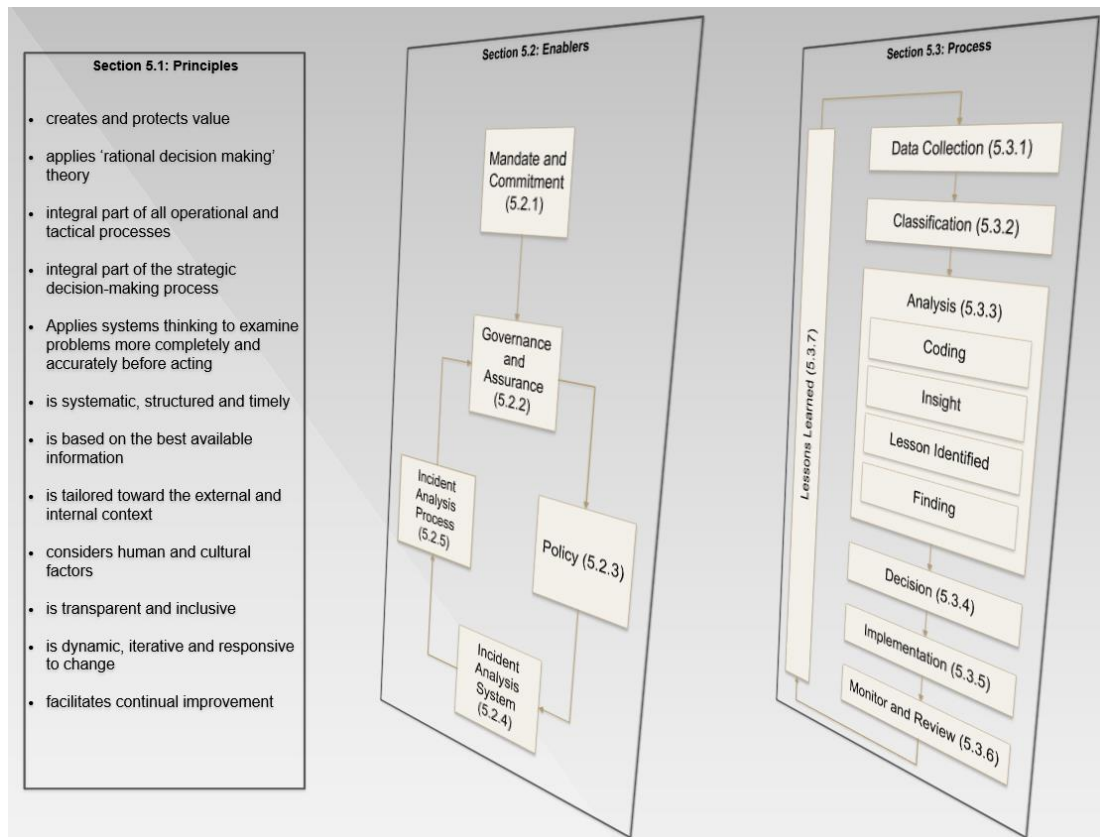 Section 5.1: Principles
• creates and protects value
• applies ‘rational decision making’
theory
• integral part of all operational and
tactical processes
• integral part of the strategic
decision-making process
• Applies systems thinking to examine
problems more completely and
accurately before acting
• is systematic, structured and timely
• is based on the best available
information
• is tailored toward the external and
internal context
• considers human and cultural
factors
• is transparent and inclusive
• is dynamic, iterative and responsive
to change
• facilitates continual improvement
Section 5.2: Enablers
Mandate and
Commitment
(5.2.1)
Governance
and
Assurance
(5.2.2)
Policy (5.2.3)
Incident
Analysis
System
(5.2.4)
Incident
Analysis
Process
(5.2.5)
Section 5.3: Process
Data Collection (5.3.1)
Classification (5.3.2)
Analysis (5.3.3)
Coding
Insight
Lesson Identified
Finding
Decision (5.3.4)
Implementation (5.3.5)
Monitor and Review (5.3.6)
Lessons Learned (5.3.7)